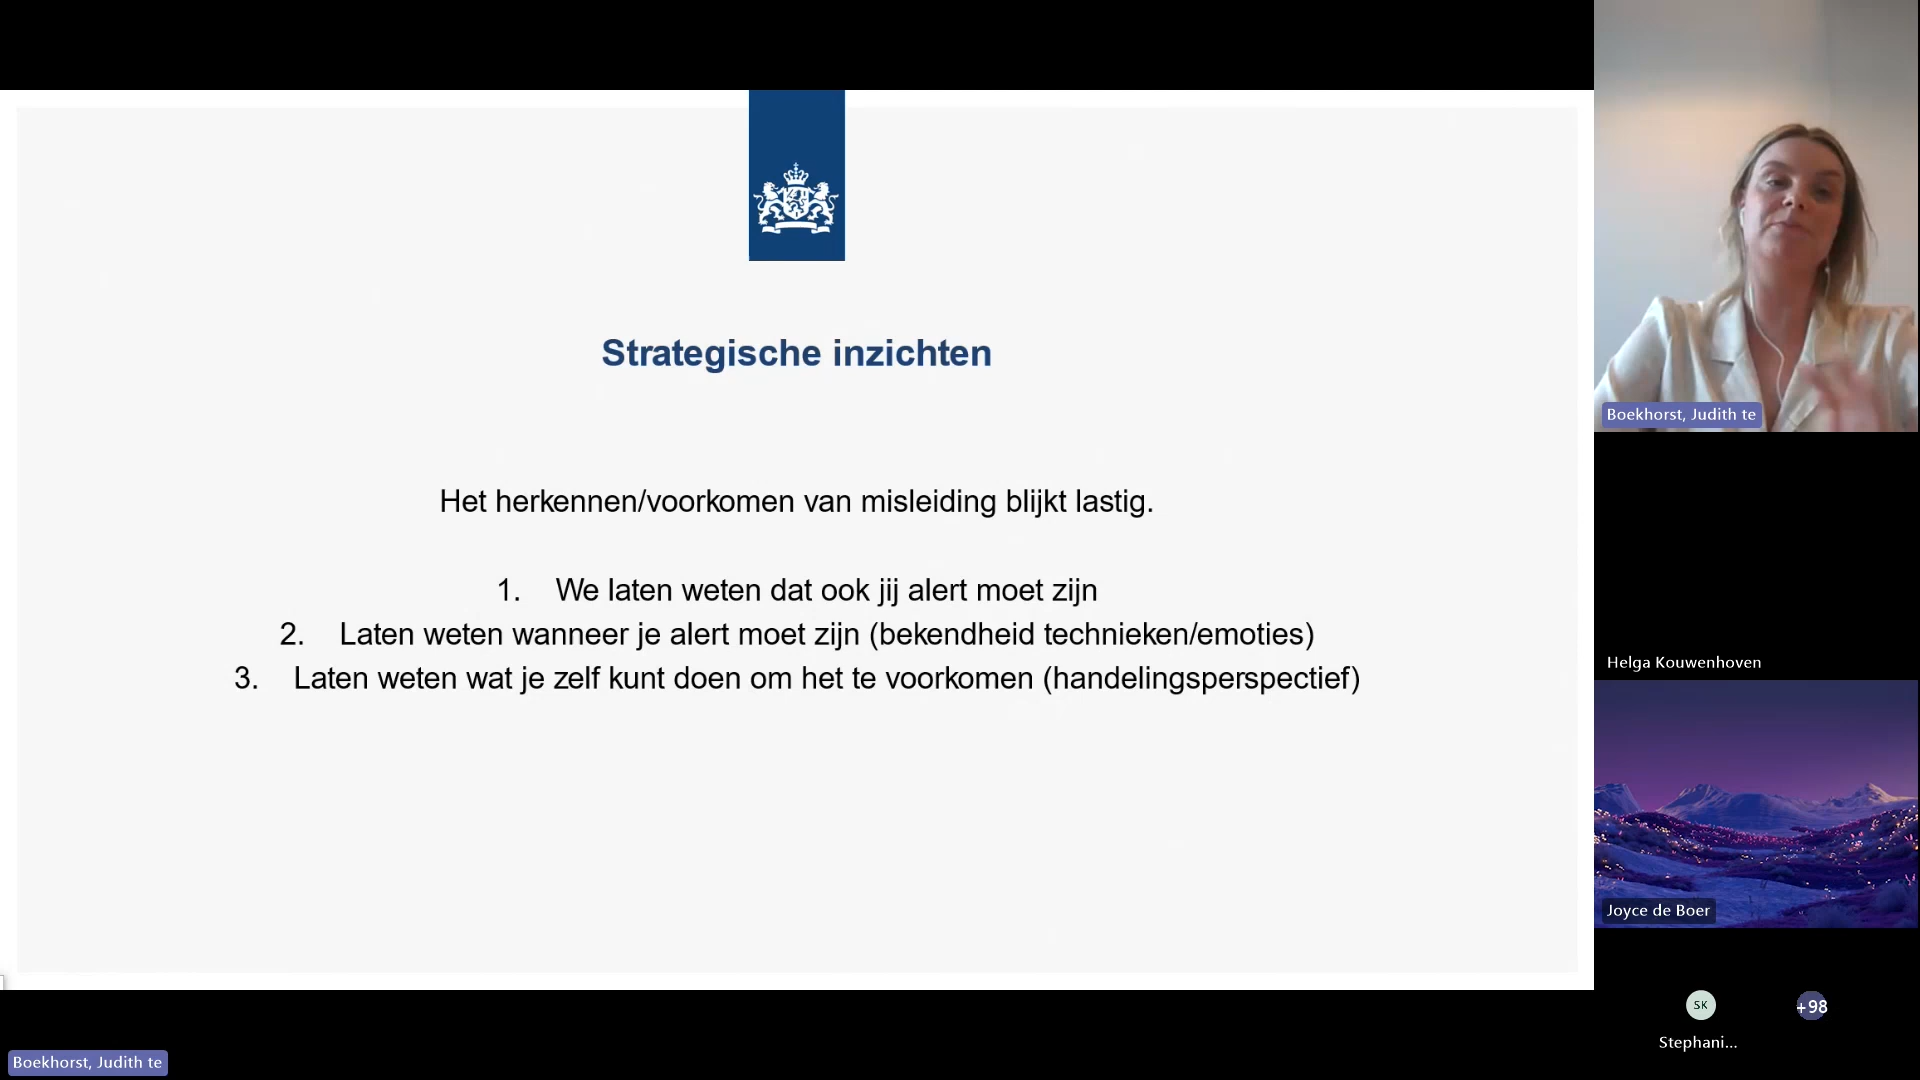 Strategische inzichten
Het herkennen/voorkomen van misleiding blijkt lastig.
1. We laten weten dat ook jij alert moet zijn
2. Laten weten wanneer je alert moet zijn (bekendheid technieken/emoties)
3. Laten weten wat je zelf kunt doen om het te voorkomen (handelingsperspectief)
Boekhorst, Judith te
Helga Kouwenhoven
Joyce de Boer
SK
+98
Stephani...
Boekhorst, Judith te